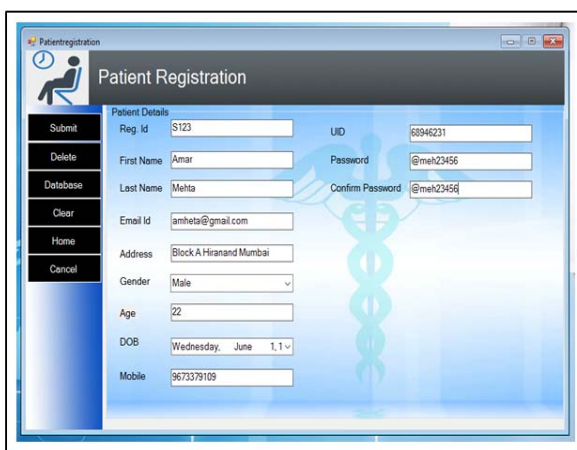 Patientregistration
Patient Registration
Submit
Delete
Database
Clear
Home
Cancel
Patient Details
Reg. Id S123
First Name Amar
Last Name Mehta
Email Id amheta@gmail.com
Address Block A Hiranand Mumbai
Gender Male
Age 22
DOB Wednesday, June 1, 1
Mobile 9673379109
UID 68946231
Password @meh23456
Confirm Password @meh23456